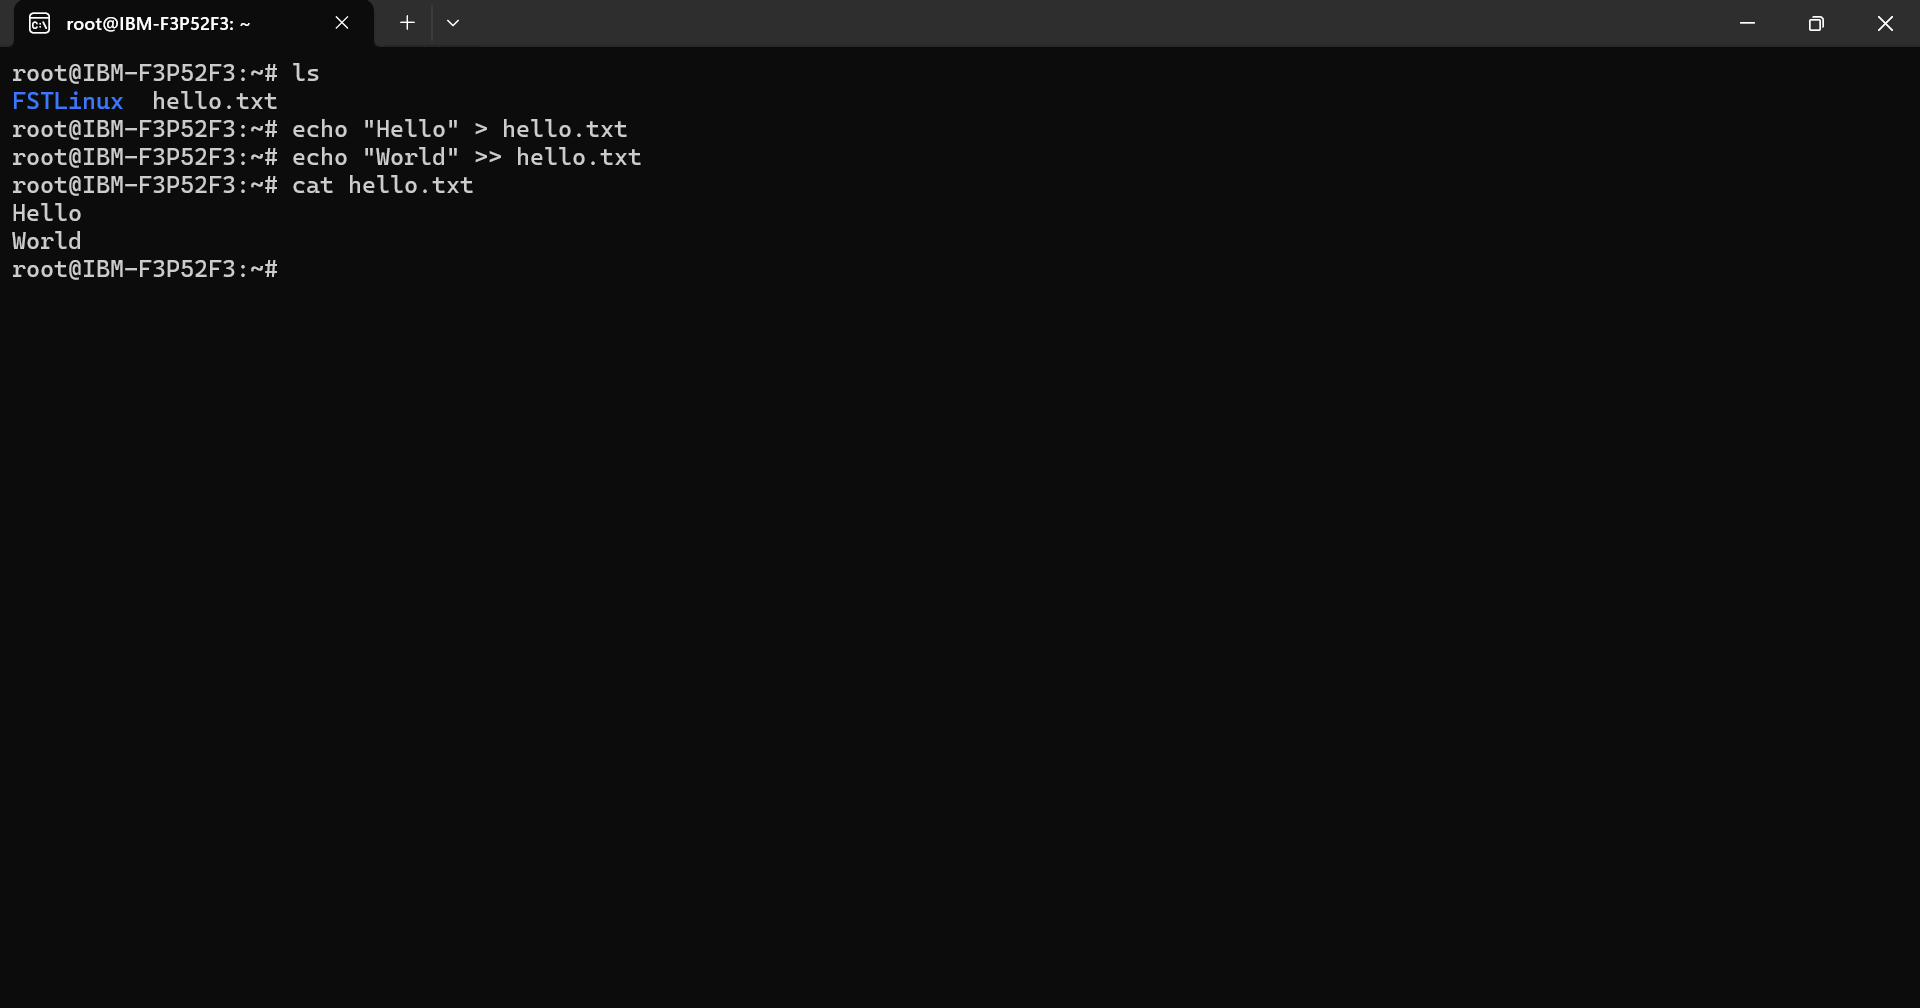 root@IBM-F3P52F3: ~
root@IBM-F3P52F3:~# ls
FSTLinux  hello.txt
root@IBM-F3P52F3:~# echo "Hello" > hello.txt
root@IBM-F3P52F3:~# echo "World" >> hello.txt
root@IBM-F3P52F3:~# cat hello.txt
Hello
World
root@IBM-F3P52F3:~#